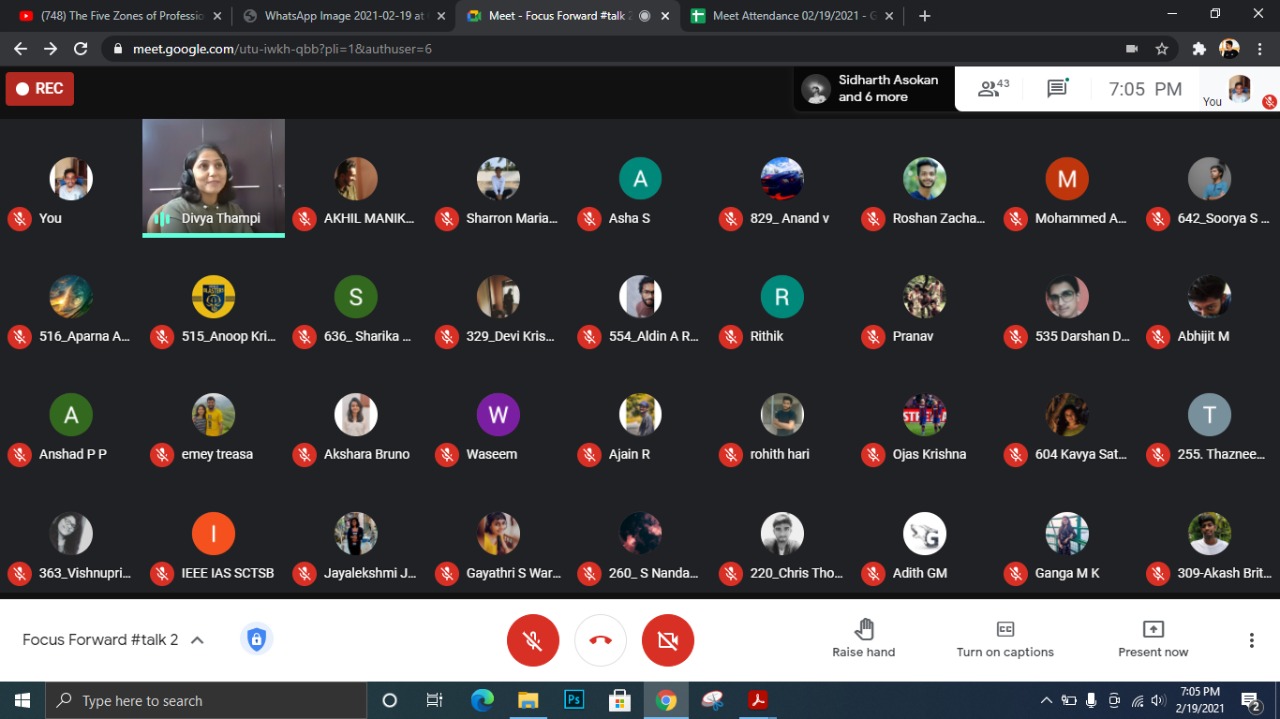 (748) The Five Zones of Professio
WhatsApp Image 2021-02-19 at
Meet - Focus Forward #talk 2
Meet Attendance 02/19/2021 - G
meet.google.com/utu-iwkh-qbb?pli=1&authuser=6
REC
Sidharth Asokan
and 6 more
43
7:05 PM
You
You
Divya Thampi
AKHIL MANIK...
Sharron Maria...
A
Asha S
829_ Anand v
Roshan Zacha...
M
Mohammed A...
642_Soorya S ...
516_Aparna A...
515_Anoop Kri...
S
636_ Sharika ...
329_Devi Kris...
554_Aldin A R...
R
Rithik
Pranav
535 Darshan D...
Abhijit M
A
Anshad P P
emey treasa
Akshara Bruno
W
Waseem
Ajain R
rohith hari
Ojas Krishna
604 Kavya Sat...
T
255. Thaznee...
363_Vishnupri...
I
IEEE IAS SCTSB
Jayalekshmi J...
Gayathri S War...
260_ S Nanda...
220_Chris Tho...
G
Adith GM
Ganga M K
309-Akash Brit...
Focus Forward #talk 2
Raise hand
CC
Turn on captions
Present now
Type here to search
Ps
7:05 PM
2/19/2021
2